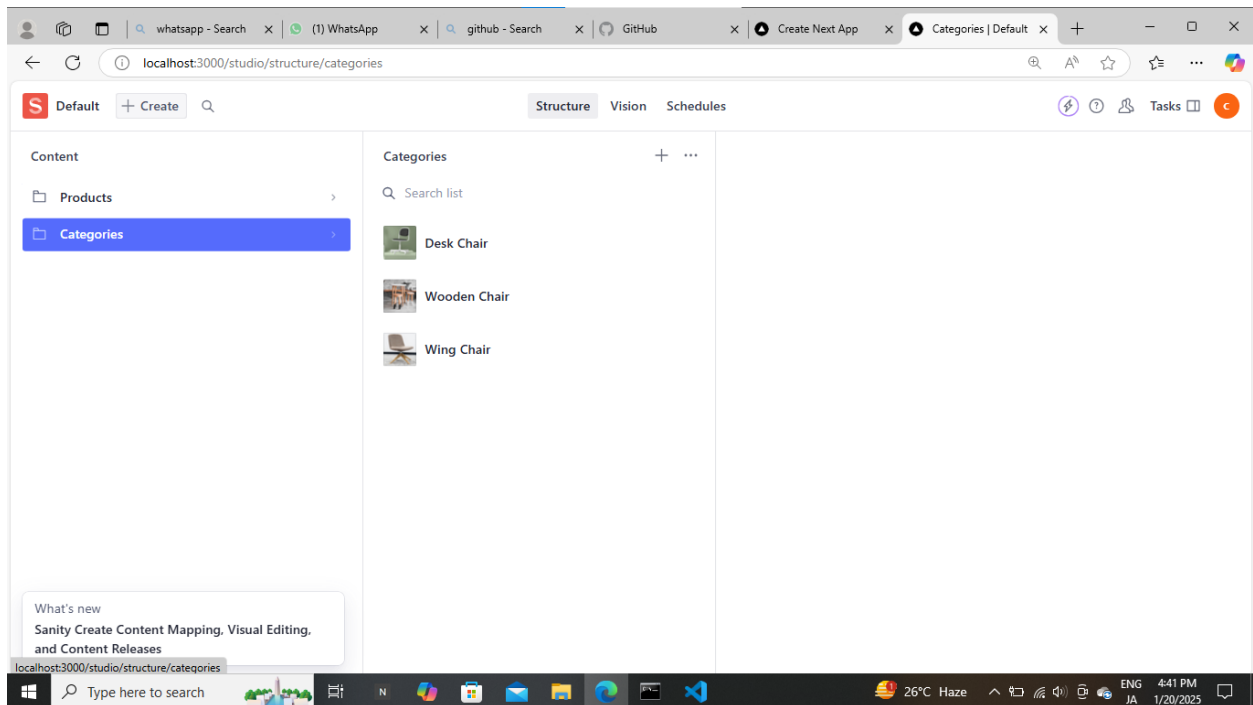 whatsapp - Search
(1) WhatsApp
github - Search
GitHub
Create Next App
Categories | Default
localhost:3000/studio/structure/categories
S Default
Create
Structure
Vision
Schedules
Tasks
C
Content
Products
Categories
Categories
Search list
Desk Chair
Wooden Chair
Wing Chair
What's new
Sanity Create Content Mapping, Visual Editing,
and Content Releases
localhost:3000/studio/structure/categories
Type here to search
N
1
26°C Haze
ENG
JA
4:41 PM
1/20/2025